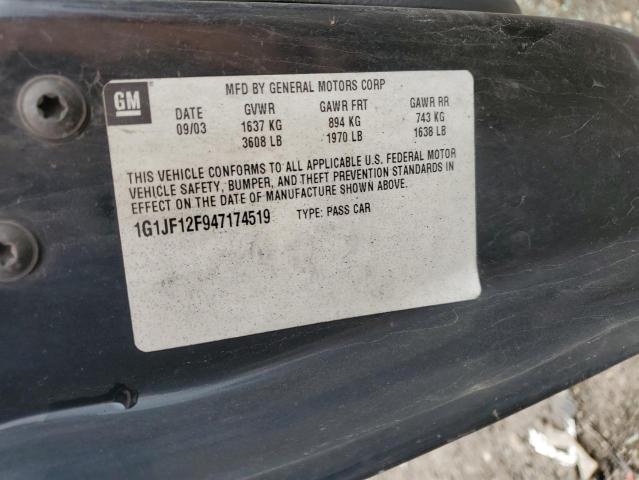 GM
MFD BY GENERAL MOTORS CORP
DATE GVWR GAWR FRT GAWR RR
09/03 1637 KG 894 KG 743 KG
3608 LB 1970 LB 1638 LB
THIS VEHICLE CONFORMS TO ALL APPLICABLE U.S. FEDERAL MOTOR
VEHICLE SAFETY, BUMPER, AND THEFT PREVENTION STANDARDS IN
EFFECT ON THE DATE OF MANUFACTURE SHOWN ABOVE.
1G1JF12F947174519 TYPE: PASS CAR